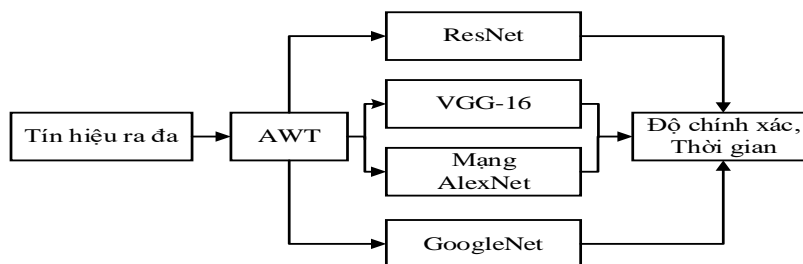 ResNet
VGG-16
Tín hiệu ra đa
AWT
Mạng
AlexNet
Độ chính xác,
Thời gian
GoogleNet